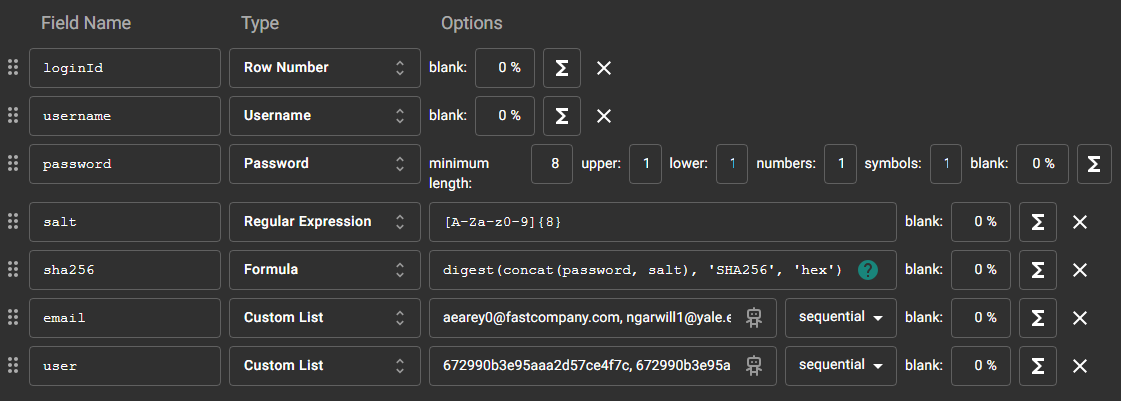 Field Name Type Options
loginId Row Number blank: 0 % Σ
username Username blank: 0 % Σ
password Password minimum length: 8 upper: 1 lower: 1 numbers: 1 symbols: 1 blank: 0 % Σ
salt Regular Expression [A-Za-z0-9]{8} blank: 0 % Σ
sha256 Formula digest(concat(password, salt), 'SHA256', 'hex') ? blank: 0 % Σ
email Custom List aearey0@fastcompany.com, ngarwill1@yale.e sequential blank: 0 % Σ
user Custom List 672990b3e95aaa2d57ce4f7c, 672990b3e95a sequential blank: 0 % Σ